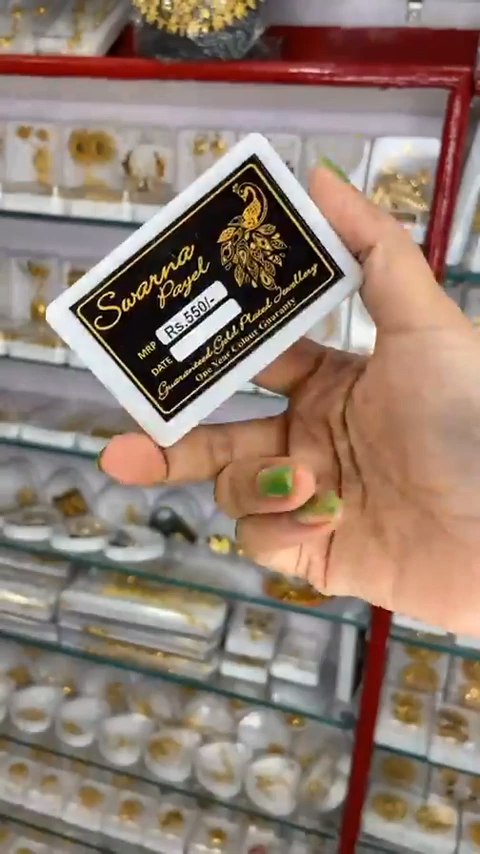 Swarna
Payel
MRP Rs.550/-
DATE
Guaranteed Gold Plated Jewellery
One Year Colour Guaranty